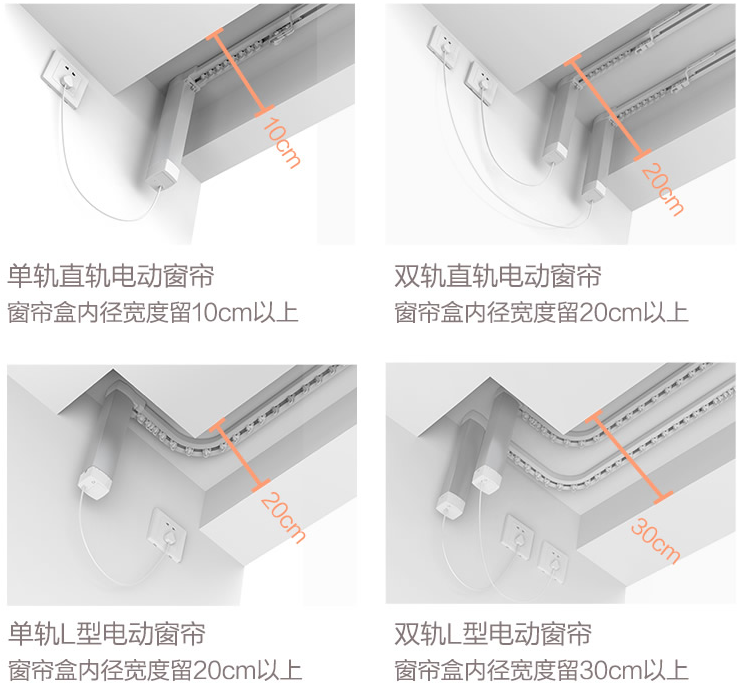 10cm
20cm
单轨直轨电动窗帘
窗帘盒内径宽度留10cm以上
双轨直轨电动窗帘
窗帘盒内径宽度留20cm以上
20cm
30cm
单轨L型电动窗帘
窗帘盒内径宽度留20cm以上
双轨L型电动窗帘
窗帘盒内径宽度留30cm以上